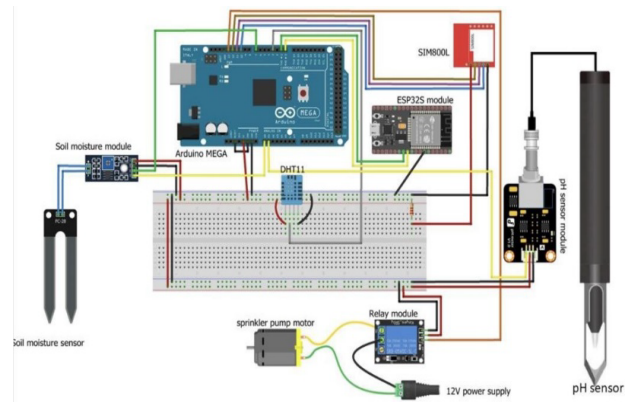 SIM800L
ESP32S module
Arduino
MEGA
Arduino MEGA
Soil moisture module
DHT11
pH sensor module
Relay module
sprinkler pump motor
12V power supply
Soil moisture sensor
pH sensor